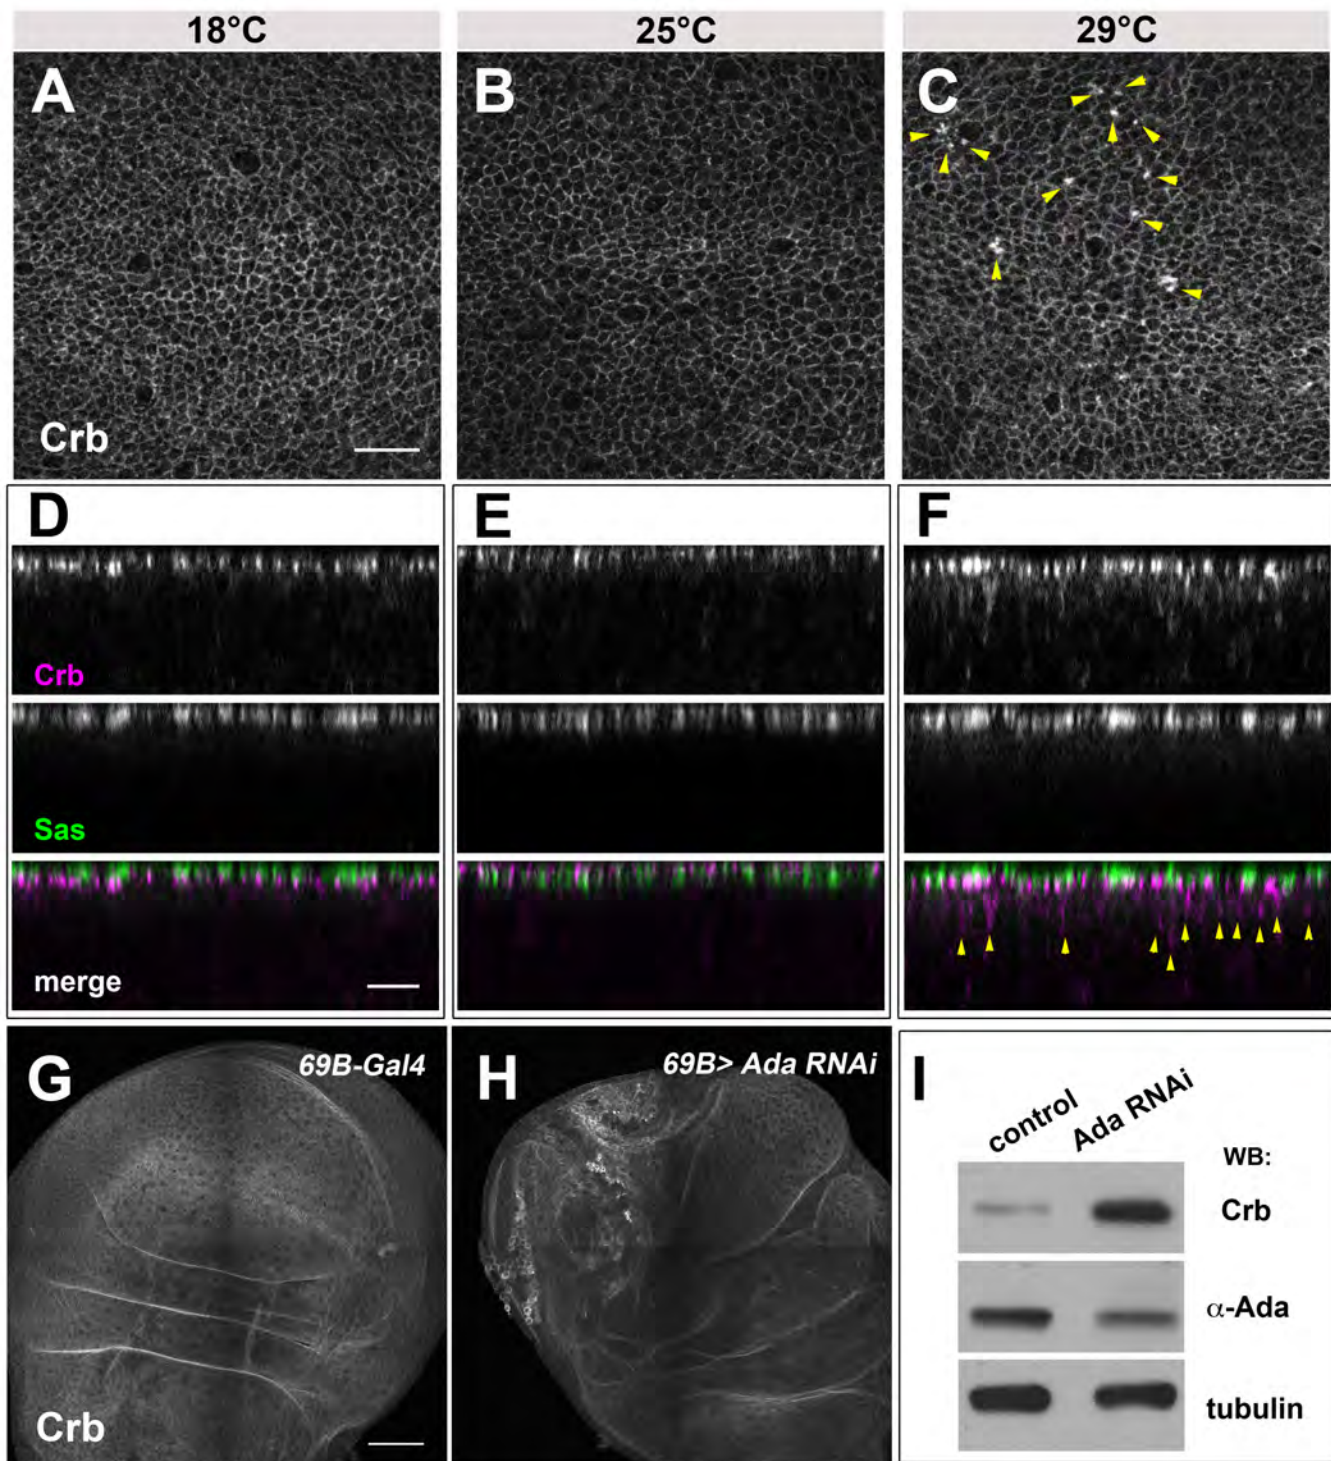 18°C 25°C 29°C
A B C
Crb
D E F
Crb
Sas
merge
G 69B-Gal4 H 69B> Ada RNAi I control Ada RNAi
WB:
Crb
α-Ada
tubulin
Crb